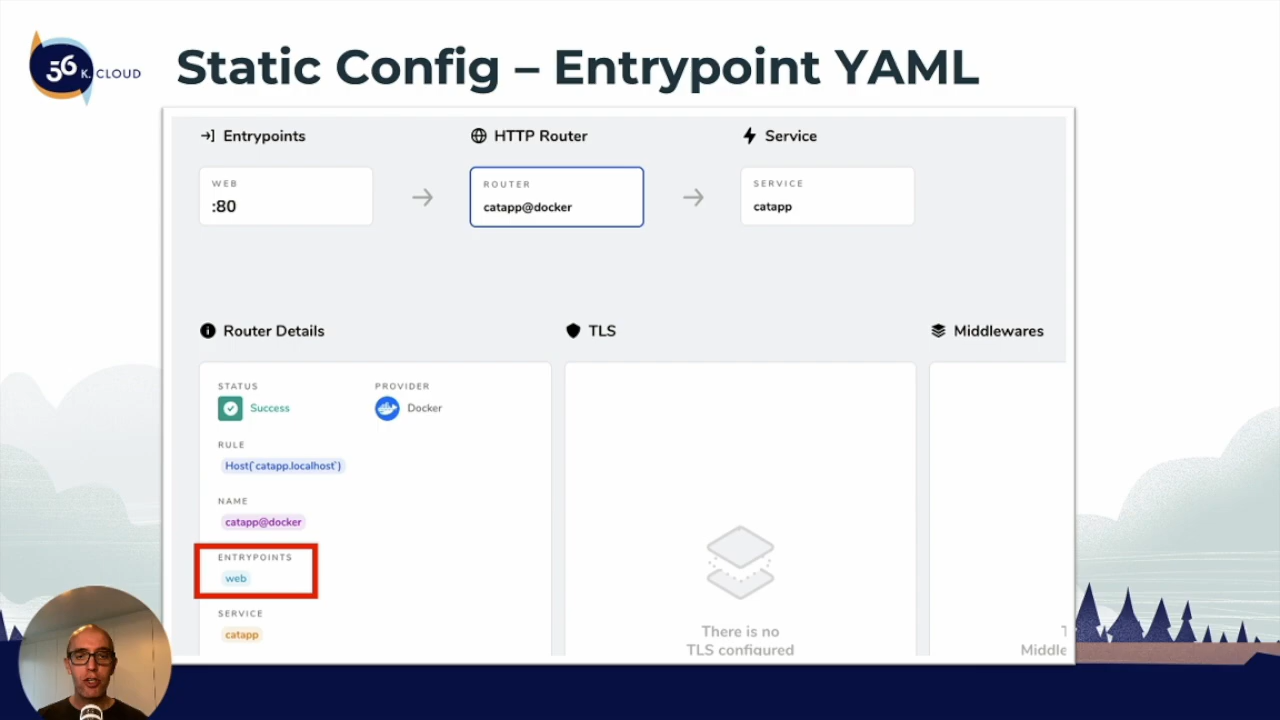 56 K.CLOUD
Static Config – Entrypoint YAML
Entrypoints
HTTP Router
Service
WEB
:80
ROUTER
catapp@docker
SERVICE
catapp
Router Details
TLS
Middlewares
STATUS
Success
PROVIDER
Docker
RULE
Host(`catapp.localhost`)
NAME
catapp@docker
ENTRYPOINTS
web
SERVICE
catapp
There is no
TLS configured
Middle